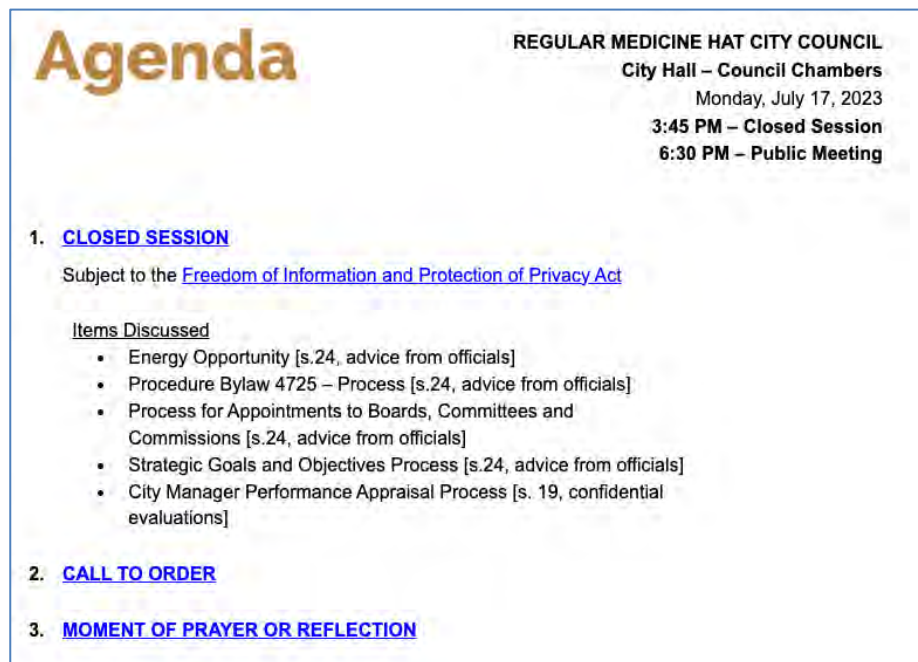 Agenda
REGULAR MEDICINE HAT CITY COUNCIL
City Hall – Council Chambers
Monday, July 17, 2023
3:45 PM – Closed Session
6:30 PM – Public Meeting
1. CLOSED SESSION
Subject to the Freedom of Information and Protection of Privacy Act
Items Discussed
• Energy Opportunity [s.24, advice from officials]
• Procedure Bylaw 4725 – Process [s.24, advice from officials]
• Process for Appointments to Boards, Committees and
Commissions [s.24, advice from officials]
• Strategic Goals and Objectives Process [s.24, advice from officials]
• City Manager Performance Appraisal Process [s. 19, confidential
evaluations]
2. CALL TO ORDER
3. MOMENT OF PRAYER OR REFLECTION